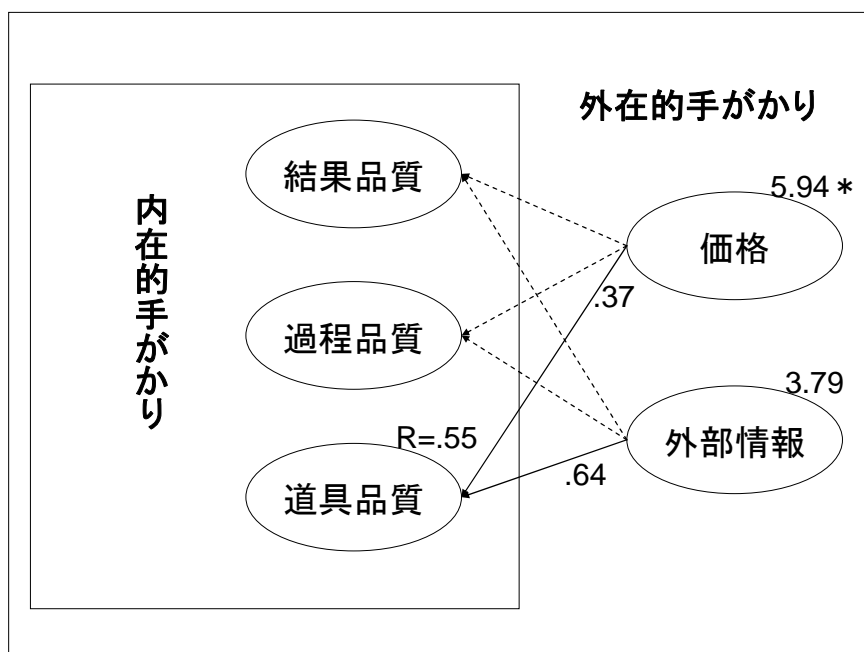 外在的手がかり
内在的手がかり
結果品質
過程品質
道具品質
R=.55
5.94*
価格
.37
3.79
外部情報
.64